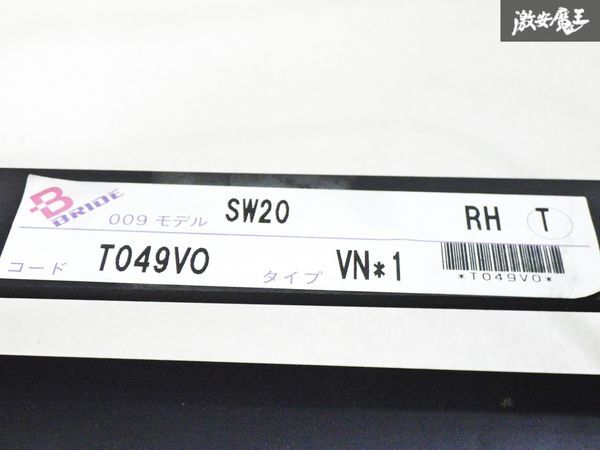 激安魔王
BRIDE
009 モデル SW20 RH T
コード T049VO タイプ VN*1
*T049VO*